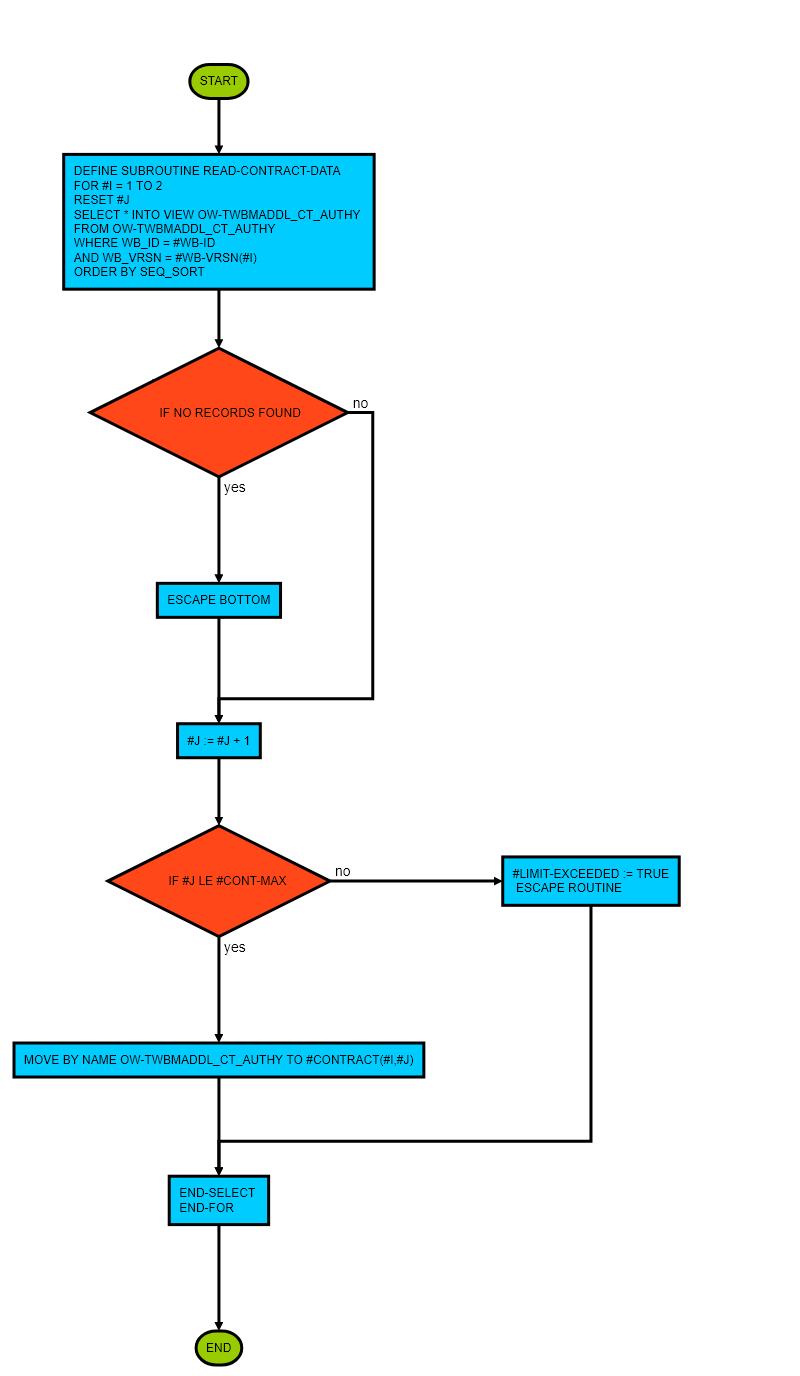 START
DEFINE SUBROUTINE READ-CONTRACT-DATA
FOR #I = 1 TO 2
RESET #J
SELECT * INTO VIEW OW-TWBMADDL_CT_AUTHY
FROM OW-TWBMADDL_CT_AUTHY
WHERE WB_ID = #WB-ID
AND WB_VRSN = #WB-VRSN(#I)
ORDER BY SEQ_SORT
IF NO RECORDS FOUND
no
yes
ESCAPE BOTTOM
#J := #J + 1
IF #J LE #CONT-MAX
no
#LIMIT-EXCEEDED := TRUE
ESCAPE ROUTINE
yes
MOVE BY NAME OW-TWBMADDL_CT_AUTHY TO #CONTRACT(#I,#J)
END-SELECT
END-FOR
END